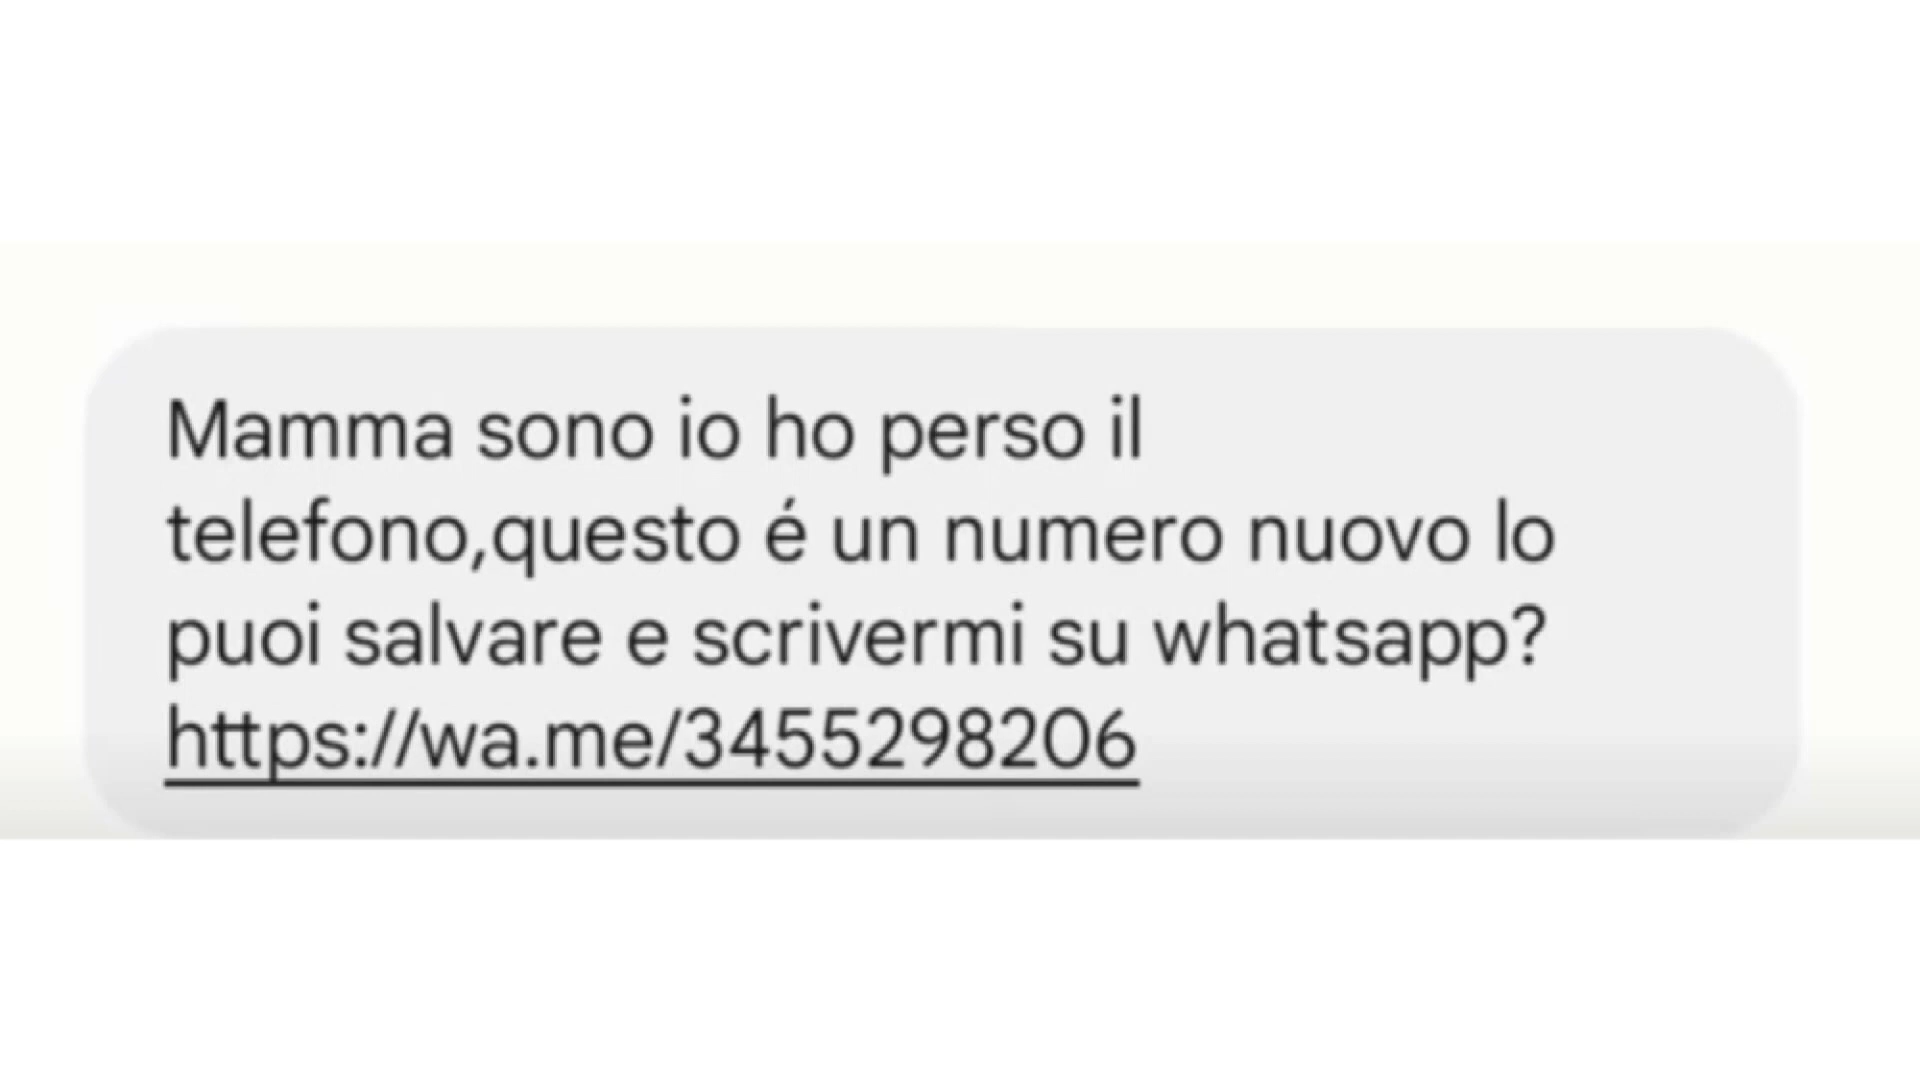 Mamma sono io ho perso il
telefono,questo é un numero nuovo lo
puoi salvare e scrivermi su whatsapp?
https://wa.me/3455298206